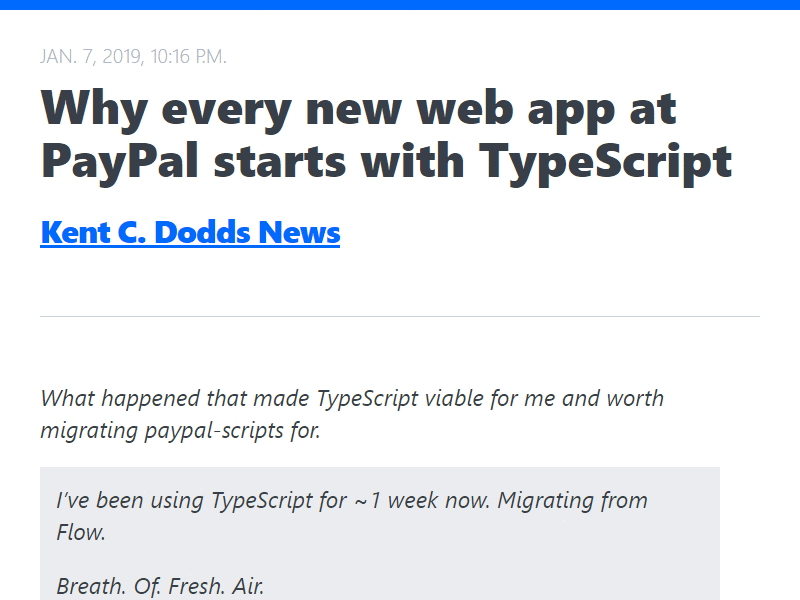 JAN. 7, 2019, 10:16 P.M.
Why every new web app at
PayPal starts with TypeScript
Kent C. Dodds News
What happened that made TypeScript viable for me and worth
migrating paypal-scripts for.
I've been using TypeScript for ~1 week now. Migrating from
Flow.
Breath. Of. Fresh. Air.